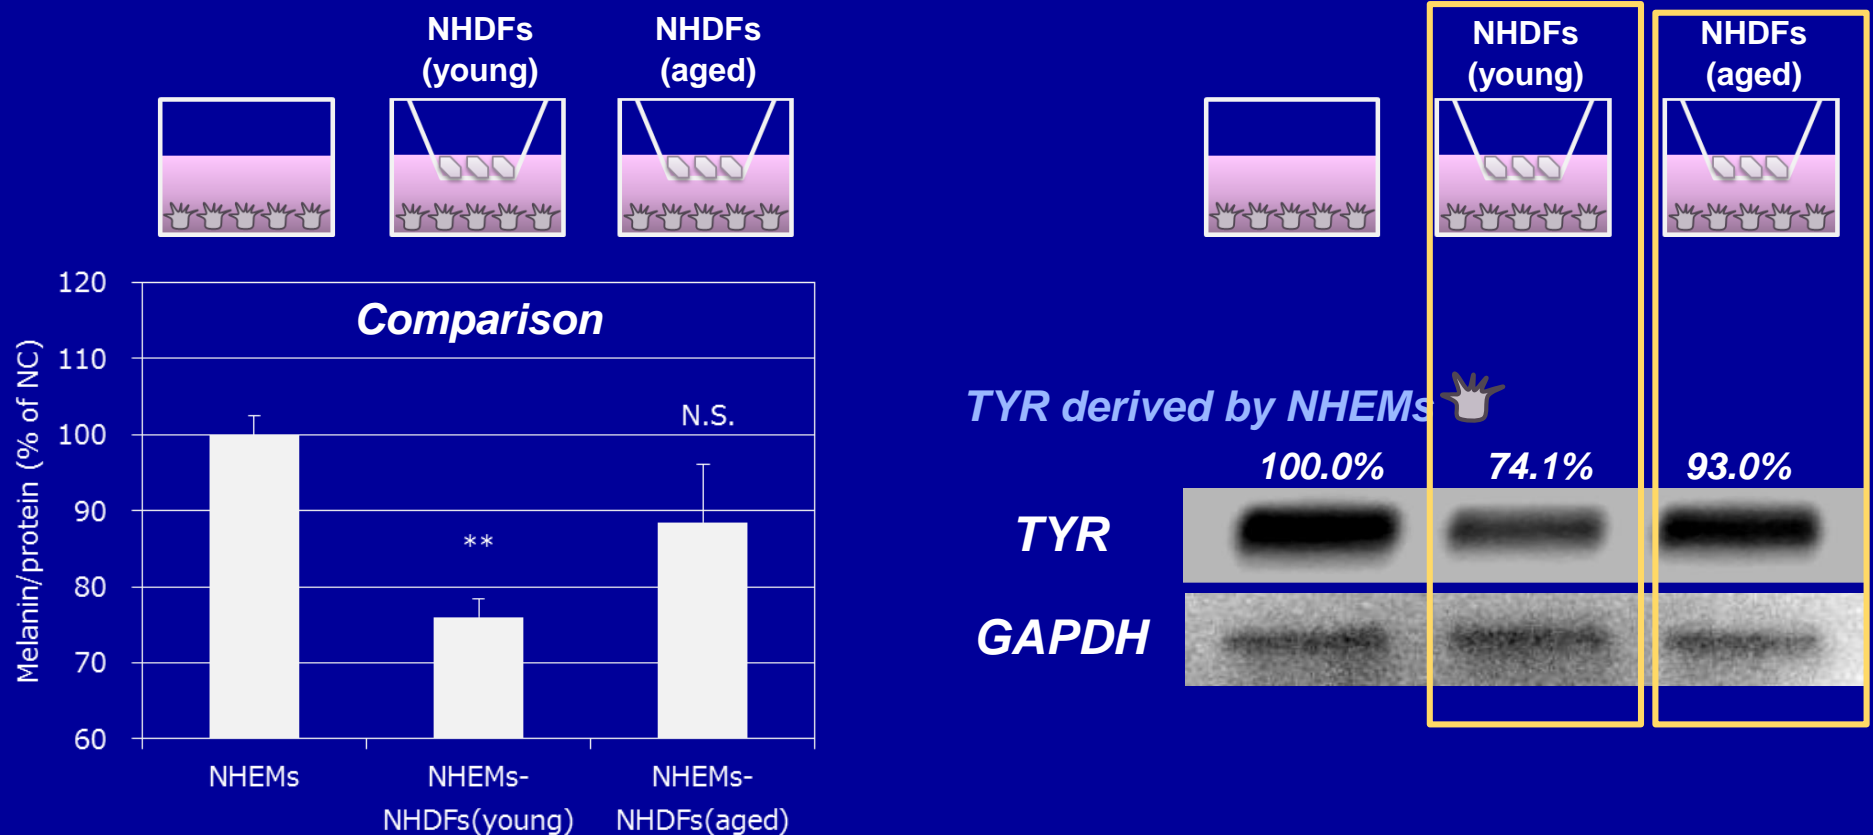 NHDFs
(young)
NHDFs
(aged)
120
110
100
90
80
70
60
Melanin/protein (% of NC)
Comparison
**
N.S.
NHEMs
NHEMs-
NHDFs(young)
NHEMs-
NHDFs(aged)
NHDFs
(young)
NHDFs
(aged)
TYR derived by NHEMs
100.0% 74.1% 93.0%
TYR
GAPDH